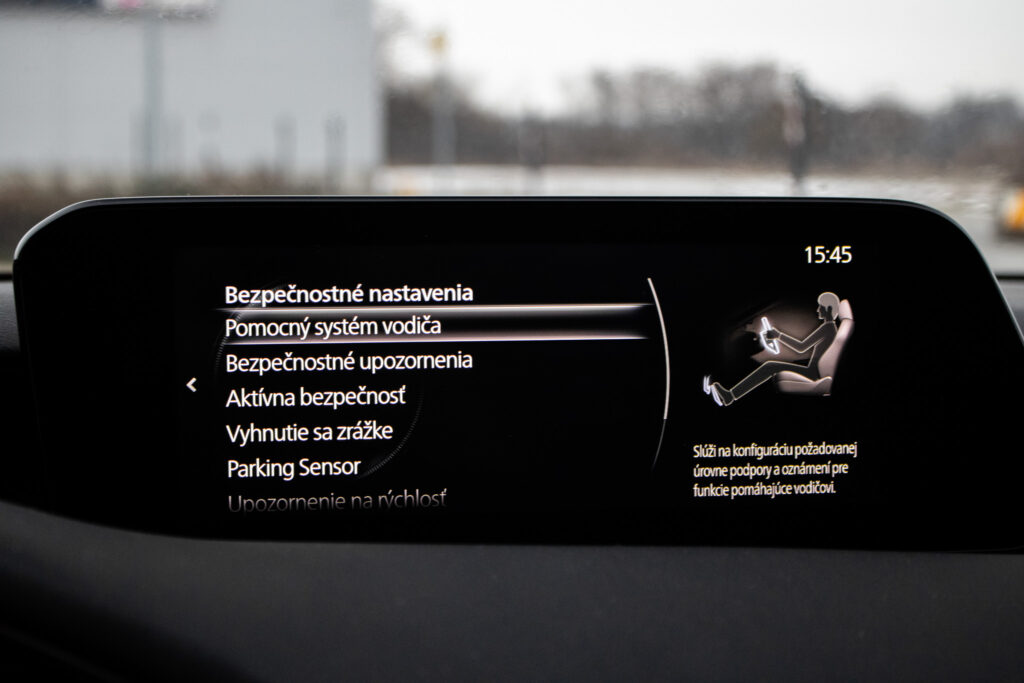 15:45
Bezpečnostné nastavenia
Pomocný systém vodiča
Bezpečnostné upozornenia
Aktívna bezpečnosť
Vyhnutie sa zrážke
Parking Sensor
Upozornenie na rýchlosť
Slúži na konfiguráciu požadovanej
úrovne podpory a oznámení pre
funkcie pomáhajúce vodičovi.